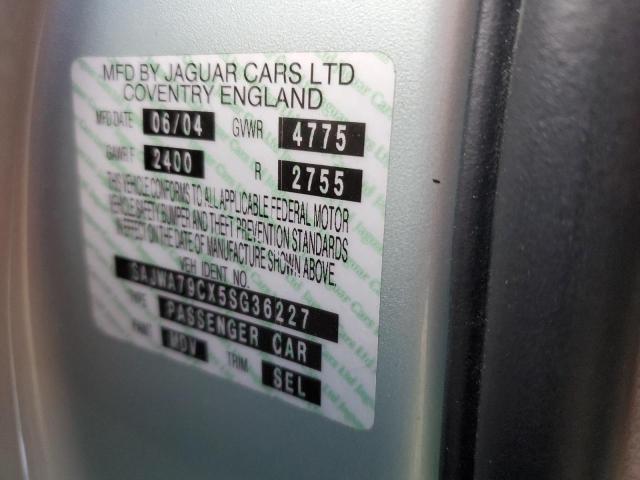 MFD BY JAGUAR CARS LTD
COVENTRY ENGLAND
MFD DATE 06/04 GVWR 4775
GAWR F 2400 R 2755
THIS VEHICLE CONFORMS TO ALL APPLICABLE FEDERAL MOTOR
VEHICLE SAFETY BUMPER AND THEFT PREVENTION STANDARDS
IN EFFECT ON THE DATE OF MANUFACTURE SHOWN ABOVE.
VEH IDENT NO.
SAJWA79CX5SG36227
TYPE PASSENGER CAR
PAINT MDV TRIM SEL